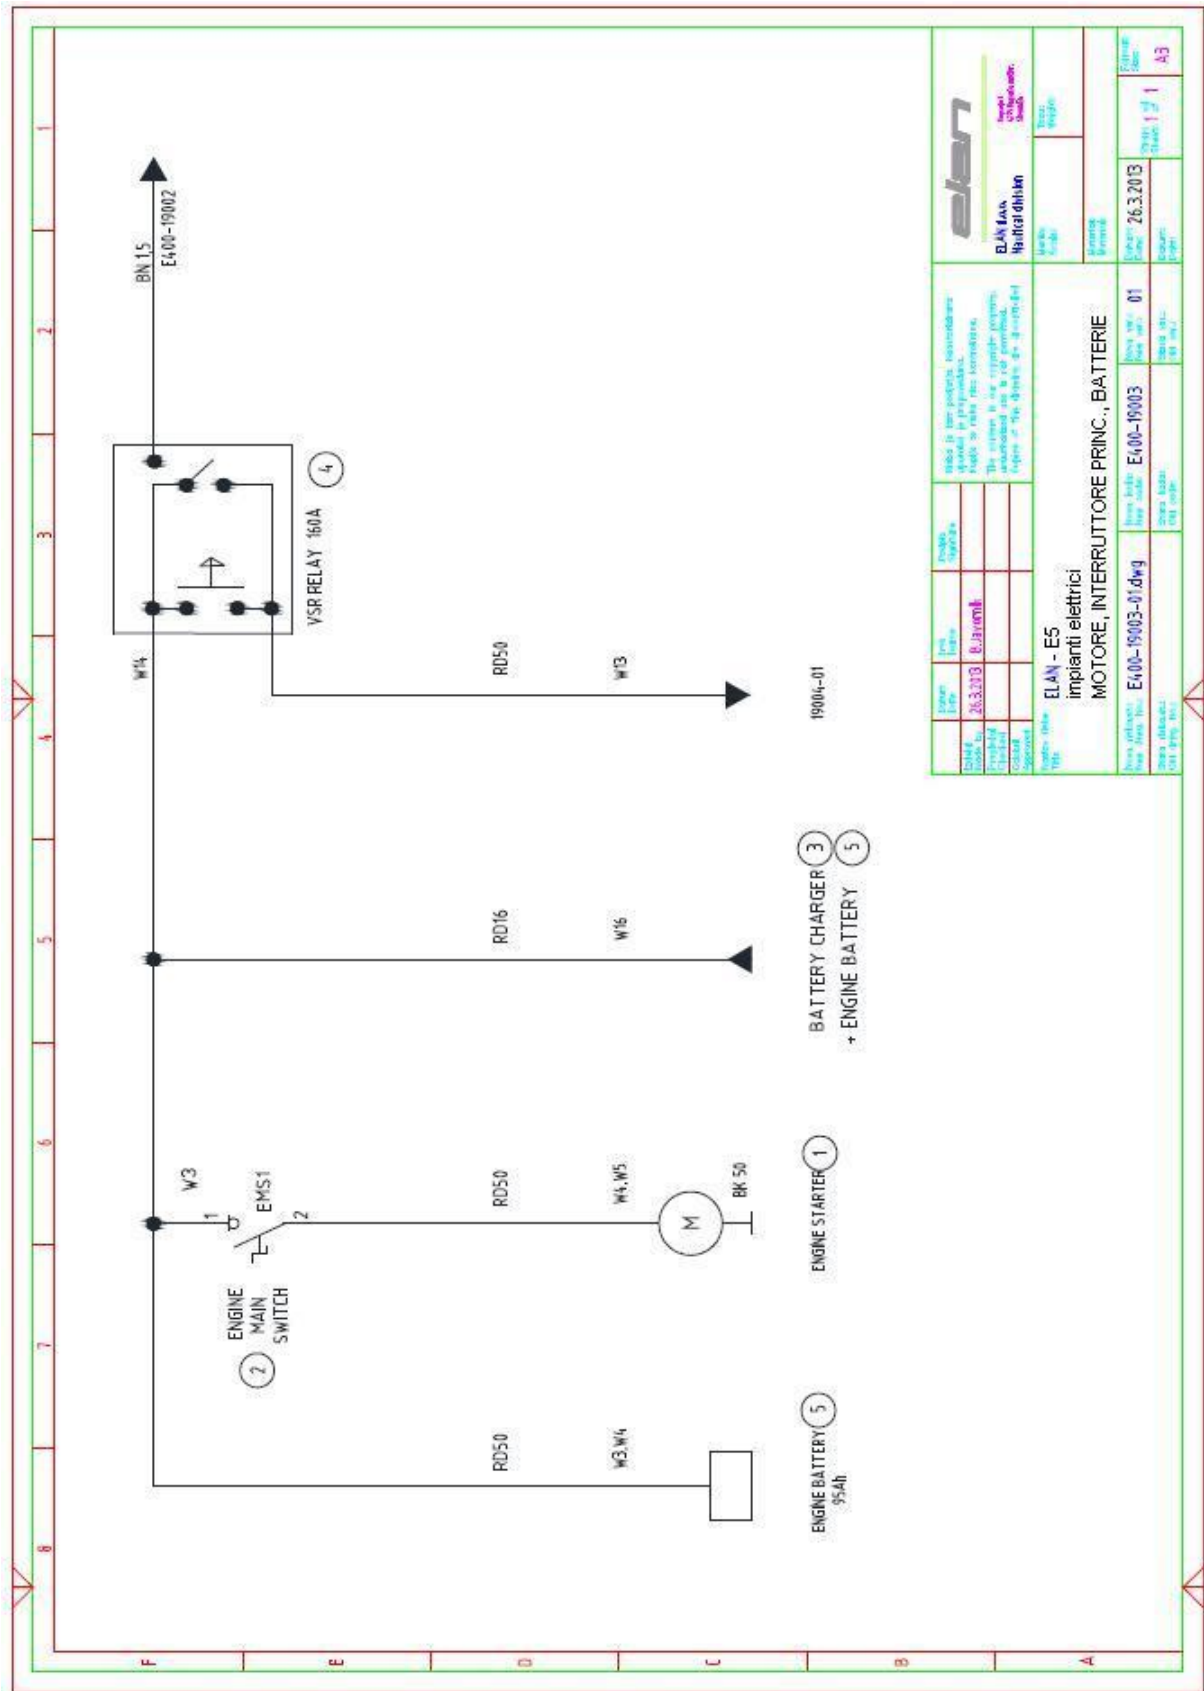 8
7
6
5
4
3
2
1
F
E
D
C
B
A
BN 1,5
E400-19002
W14
VSR RELAY 160A
4
W3
1
EMS1
2
ENGINE
MAIN
SWITCH
2
RD50
W3.W4
RD50
W4.W5
M
BK 50
RD16
W16
RD50
W13
ENGINE BATTERY 5
95Ah
ENGINE STARTER 1
BATTERY CHARGER 3
+ ENGINE BATTERY 5
19004-01
26.3.2013 B.Javornik
elan
ELAN d.o.o.
Nautical division
Title
ELAN - E5
impianti elettrici
MOTORE, INTERRUTTORE PRINC., BATTERIE
E400-19003-01.dwg
E400-19003
01
26.3.2013
1 of 1
A3